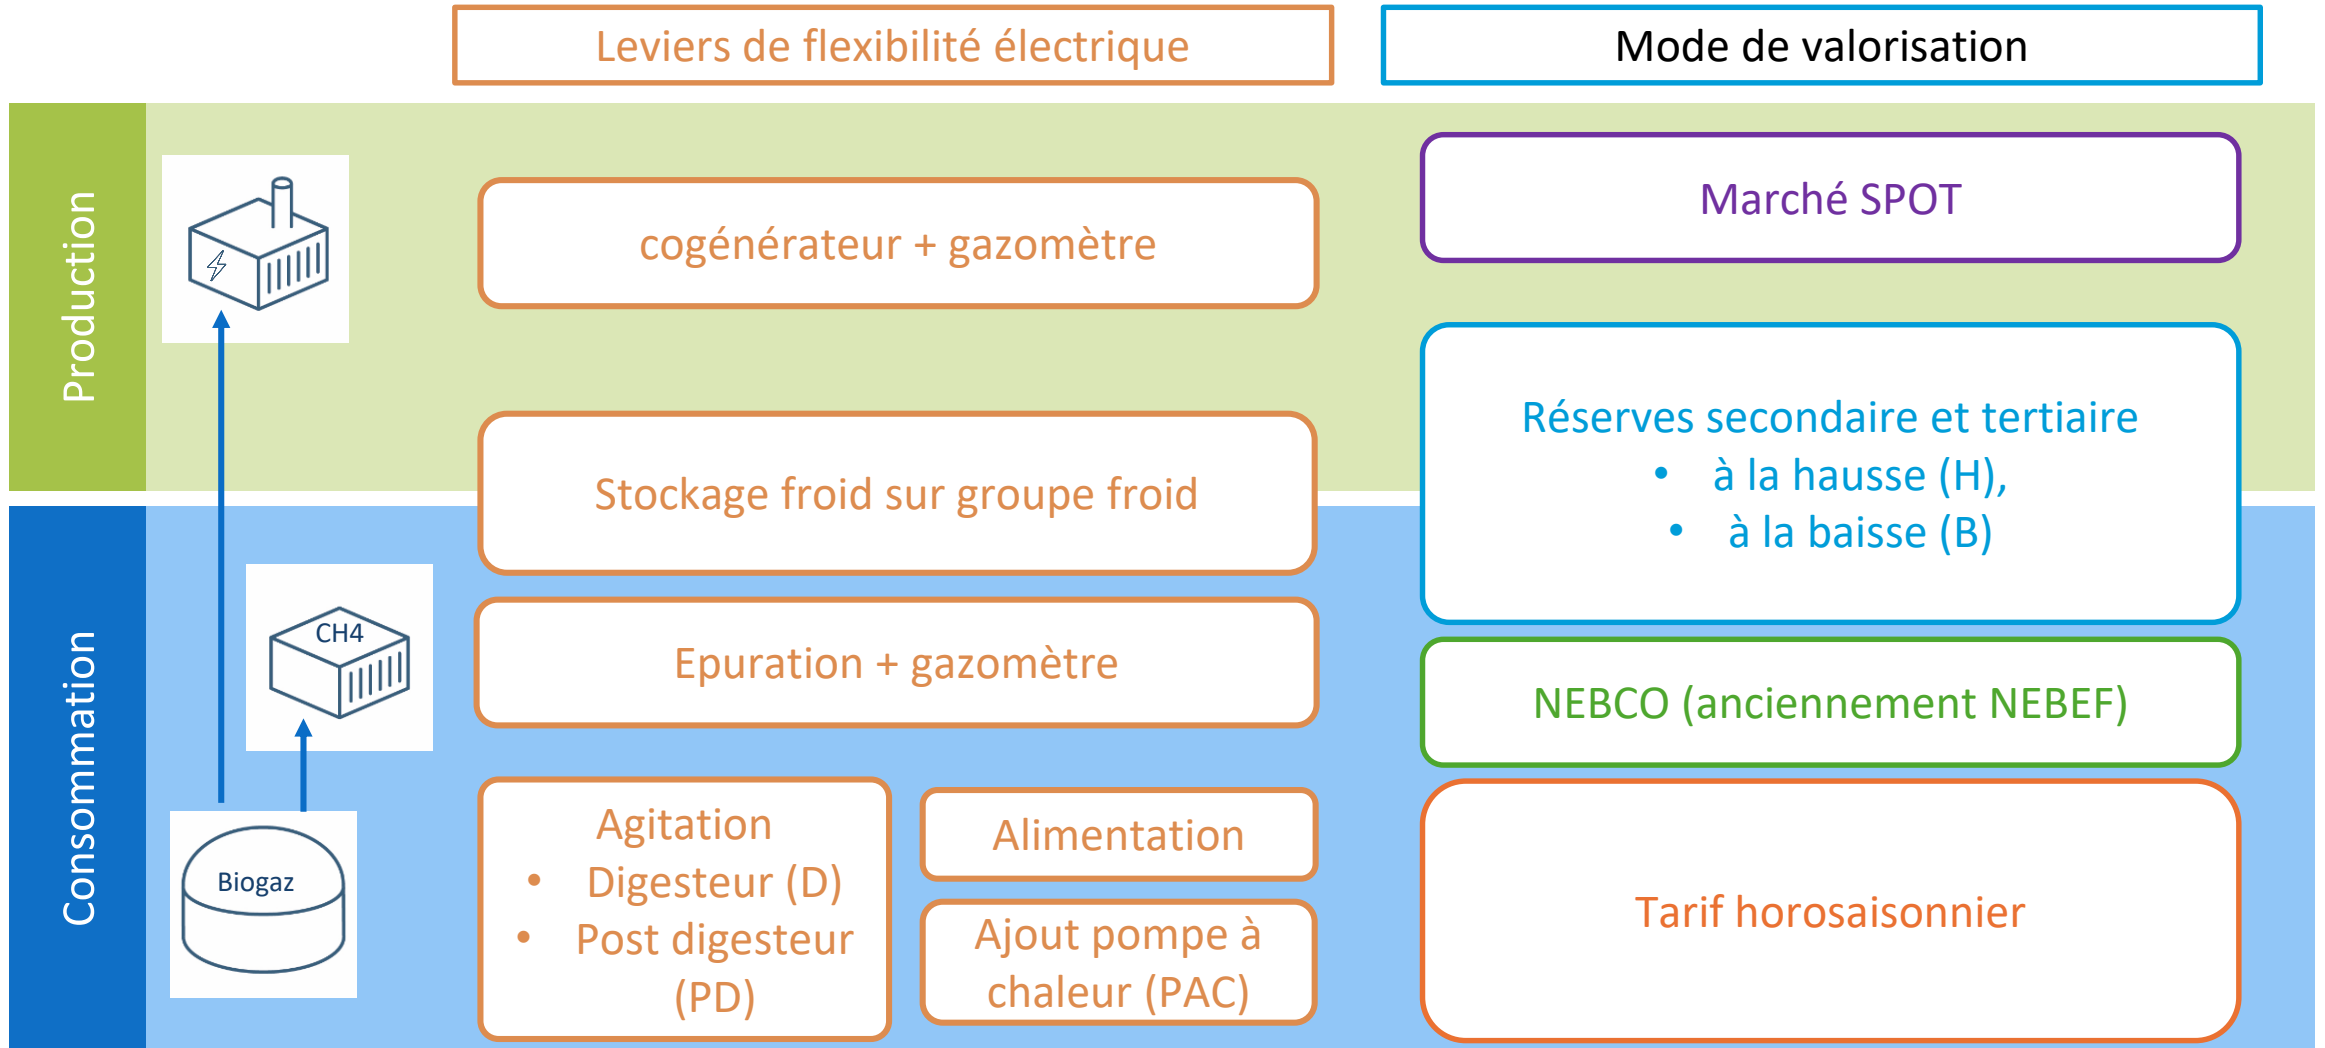 Leviers de flexibilité électrique
Mode de valorisation
Production
cogénérateur + gazomètre
Marché SPOT
Stockage froid sur groupe froid
Réserves secondaire et tertiaire
• à la hausse (H),
• à la baisse (B)
Consommation
CH4
Epuration + gazomètre
NEBCO (anciennement NEBEF)
Biogaz
Agitation
• Digesteur (D)
• Post digesteur
(PD)
Alimentation
Ajout pompe à
chaleur (PAC)
Tarif horosaisonnier